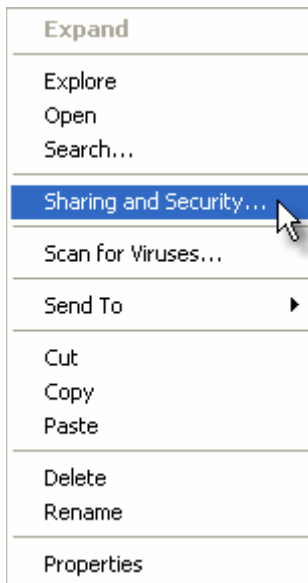 Expand
Explore
Open
Search...
Sharing and Security...
Scan for Viruses...
Send To
Cut
Copy
Paste
Delete
Rename
Properties